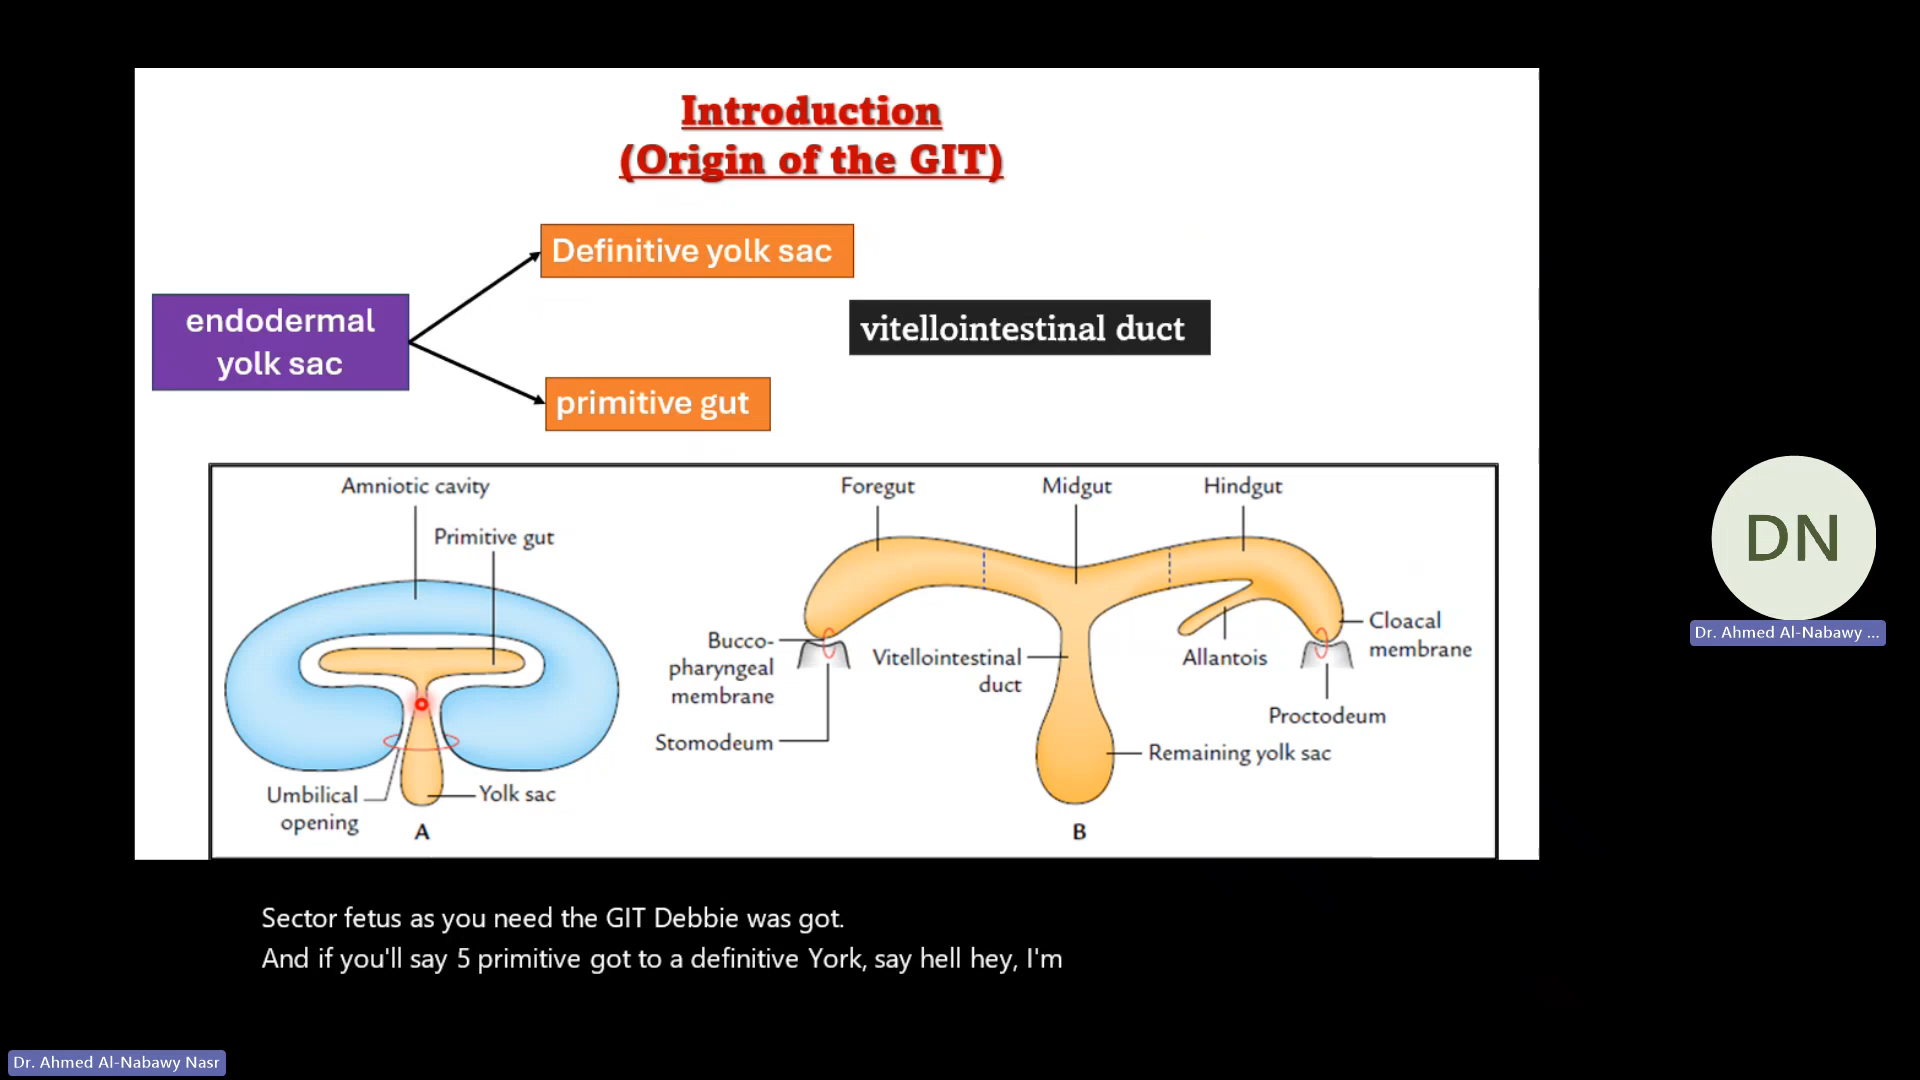 Introduction
(Origin of the GIT)
Definitive yolk sac
endodermal
yolk sac
vitellointestinal duct
primitive gut
Amniotic cavity
Primitive gut
Umbilical
opening
Yolk sac
A
Foregut
Midgut
Hindgut
Bucco-
pharyngeal
membrane
Stomodeum
Vitellointestinal
duct
Allantois
Cloacal
membrane
Proctodeum
Remaining yolk sac
B
DN
Dr. Ahmed Al-Nabawy ...
Sector fetus as you need the GIT Debbie was got.
And if you'll say 5 primitive got to a definitive York, say hell hey, I'm
Dr. Ahmed Al-Nabawy Nasr